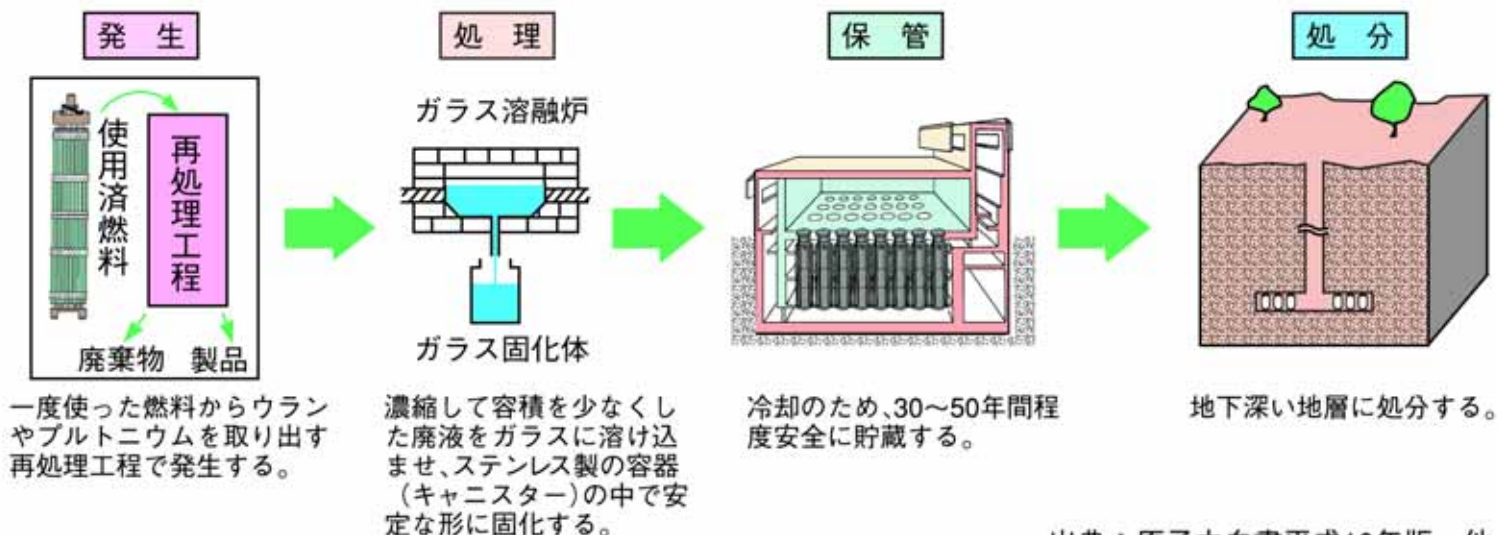 発 生
使用済燃料
再処理工程
廃棄物 製品
一度使った燃料からウラン
やプルトニウムを取り出す
再処理工程で発生する。
処 理
ガラス溶融炉
ガラス固化体
濃縮して容積を少なくし
た廃液をガラスに溶け込
ませ、ステンレス製の容器
(キャニスター)の中で安
定な形に固化する。
保 管
冷却のため、30〜50年間程
度安全に貯蔵する。
処 分
地下深い地層に処分する。